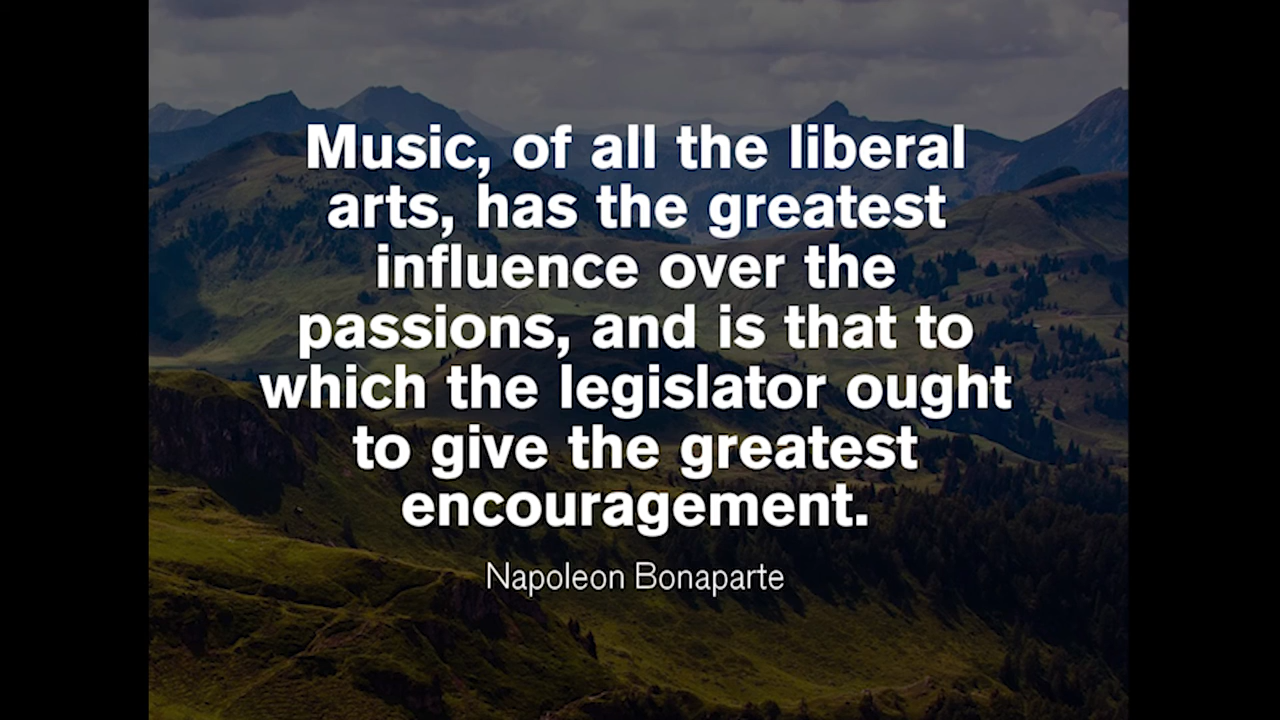 Music, of all the liberal
arts, has the greatest
influence over the
passions, and is that to
which the legislator ought
to give the greatest
encouragement.
Napoleon Bonaparte